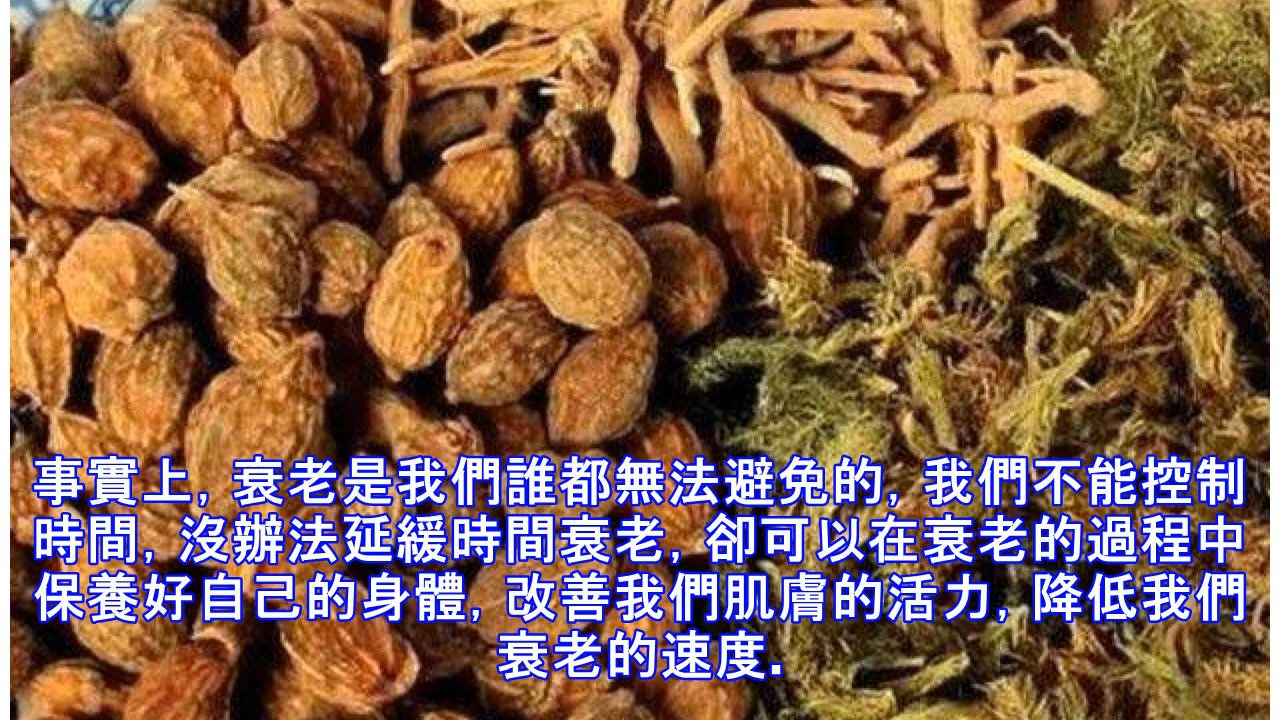 事實上, 衰老是我們誰都無法避免的, 我們不能控制
時間, 沒辦法延緩時間衰老, 卻可以在衰老的過程中
保養好自己的身體, 改善我們肌膚的活力, 降低我們
衰老的速度.